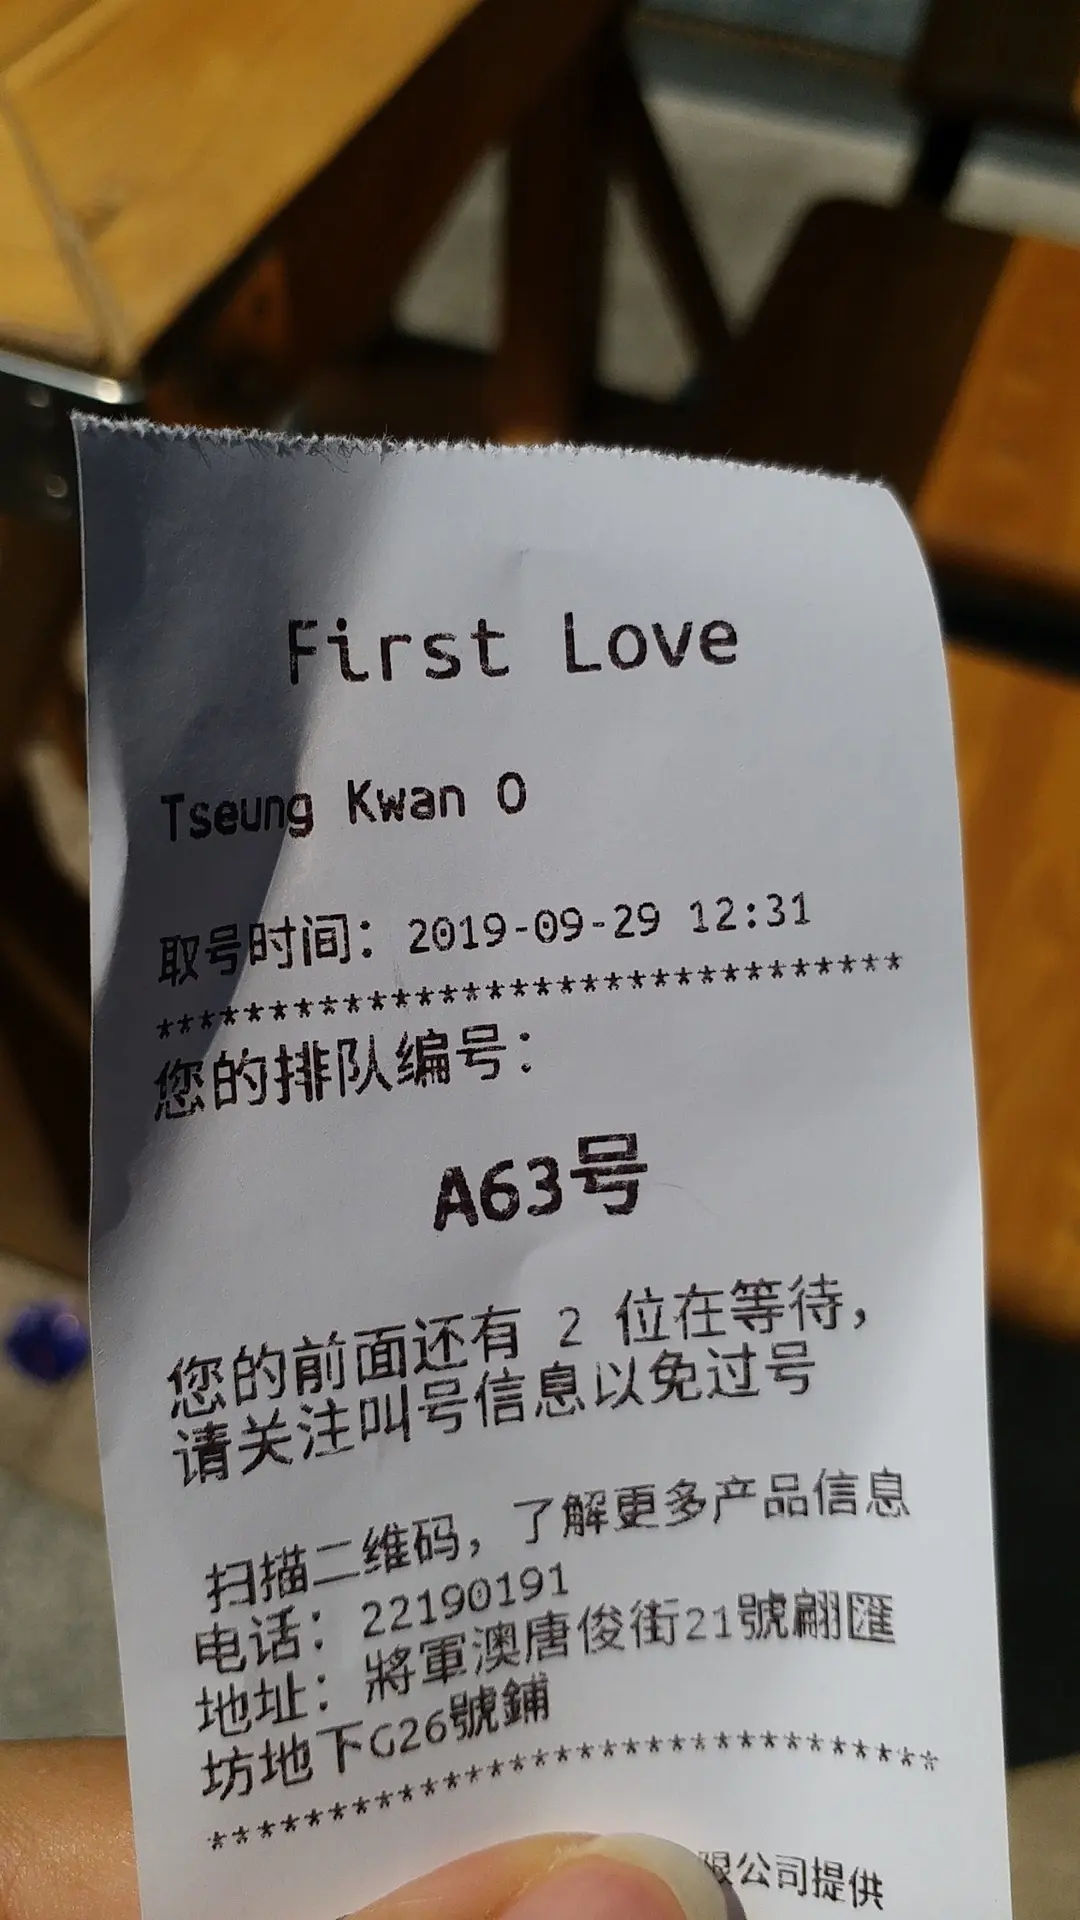 First Love
Tseung Kwan O
取号时间：2019-09-29 12:31
*******************************
您的排队编号：
A63号
您的前面还有 2 位在等待，
请关注叫号信息以免过号
扫描二维码，了解更多产品信息
电话：22190191
地址：將軍澳唐俊街21號翩匯
坊地下G26號鋪
*******************************
限公司提供